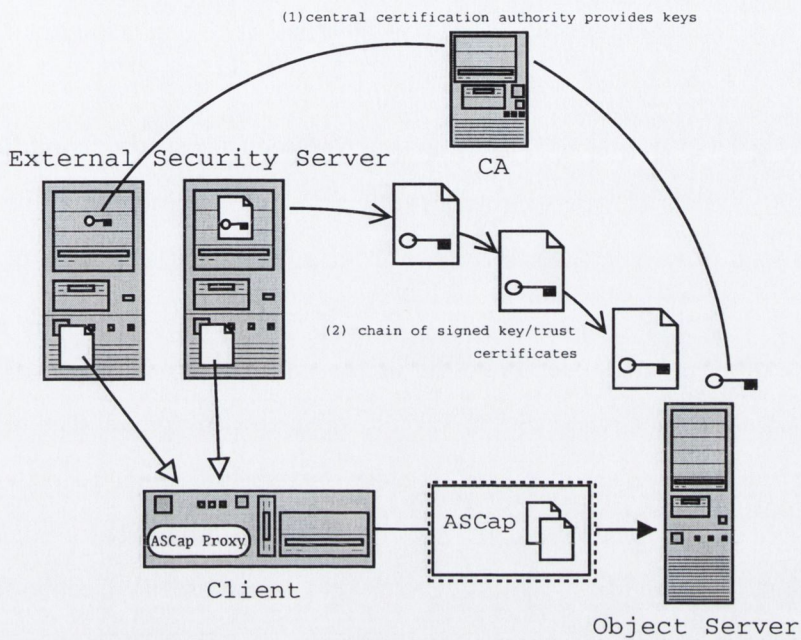 (1)central certification authority provides keys
External Security Server
CA
(2) chain of signed key/trust
certificates
ASCap Proxy
ASCap
Client
Object Server